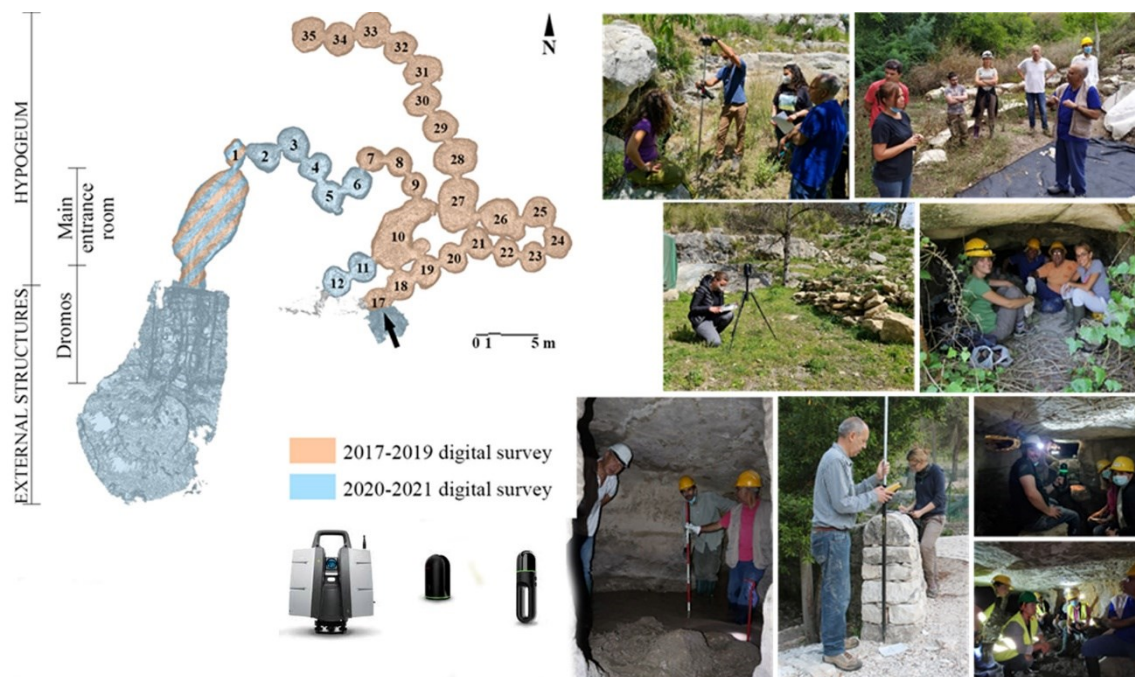 HYPOGEUM
EXTERNAL STRUCTURES
Main
entrance
room
Dromos
N
35 34 33 32
31
30
29
28
27
1 2 3 4 5 6 7 8 9
10
11
12
17 18 19 20 21 22 23 24 25 26
0 1 5 m
2017-2019 digital survey
2020-2021 digital survey